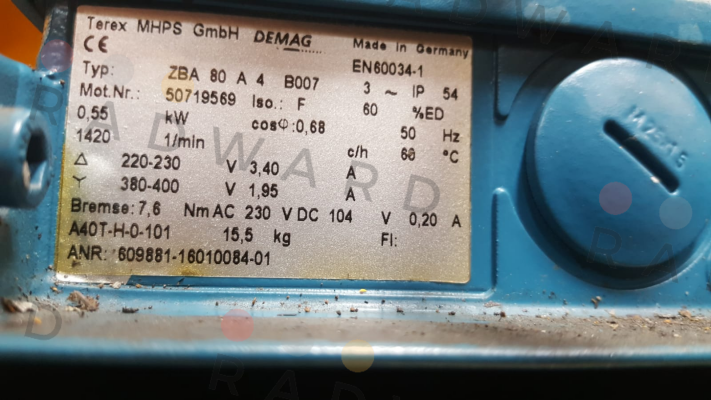 Terex MHPS GmbH DEMAG Made in Germany
CE EN60034-1
Typ: ZBA 80 A 4 B007 3 ~ IP 54
Mot.Nr.: 50719569 Iso.: F 60 %ED
0,55 kW cosφ:0,68 50 Hz
1420 1/min c/h 60 °C
Δ 220-230 V 3,40 A
Y 380-400 V 1,95 A
Bremse: 7,6 Nm AC 230 V DC 104 V 0,20 A
A40T-H-0-101 15,5 kg Fl:
ANR: 609881-16010084-01
M25x1,5
RADWARD
RADWARD